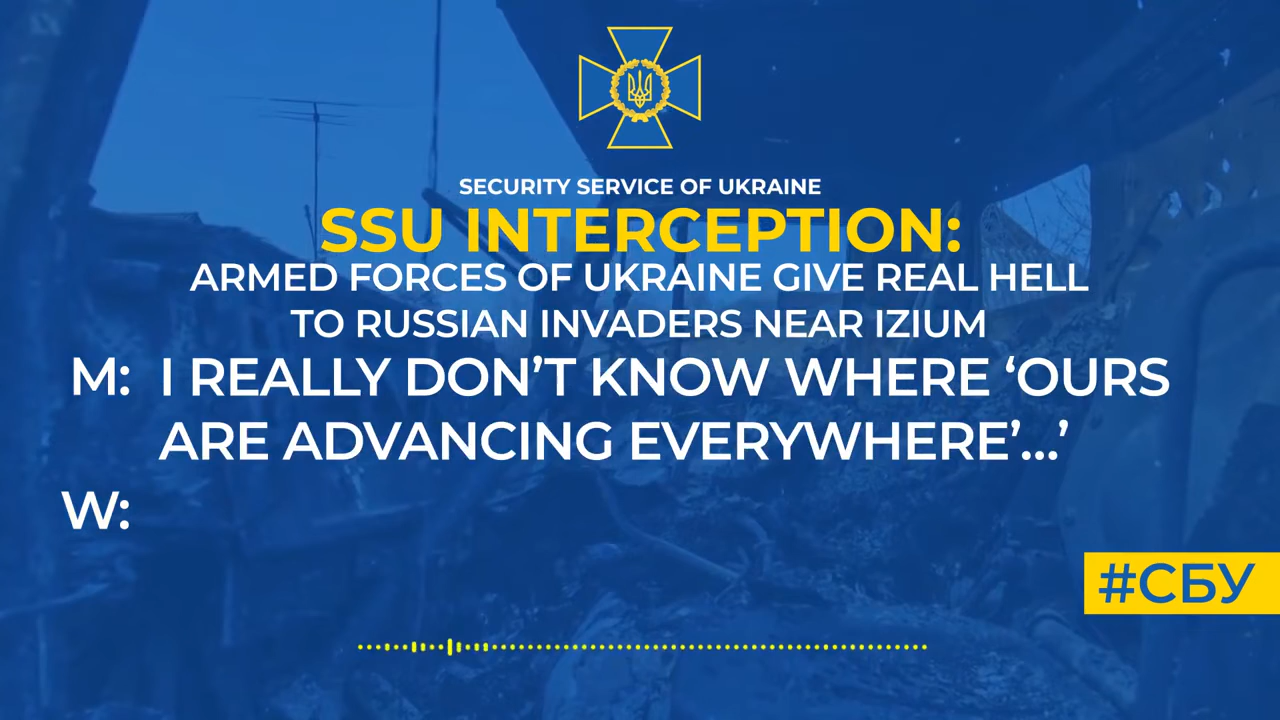 SECURITY SERVICE OF UKRAINE
SSU INTERCEPTION:
ARMED FORCES OF UKRAINE GIVE REAL HELL
TO RUSSIAN INVADERS NEAR IZIUM
M: I REALLY DON’T KNOW WHERE ‘OURS
ARE ADVANCING EVERYWHERE’...’
W:
#СБУ